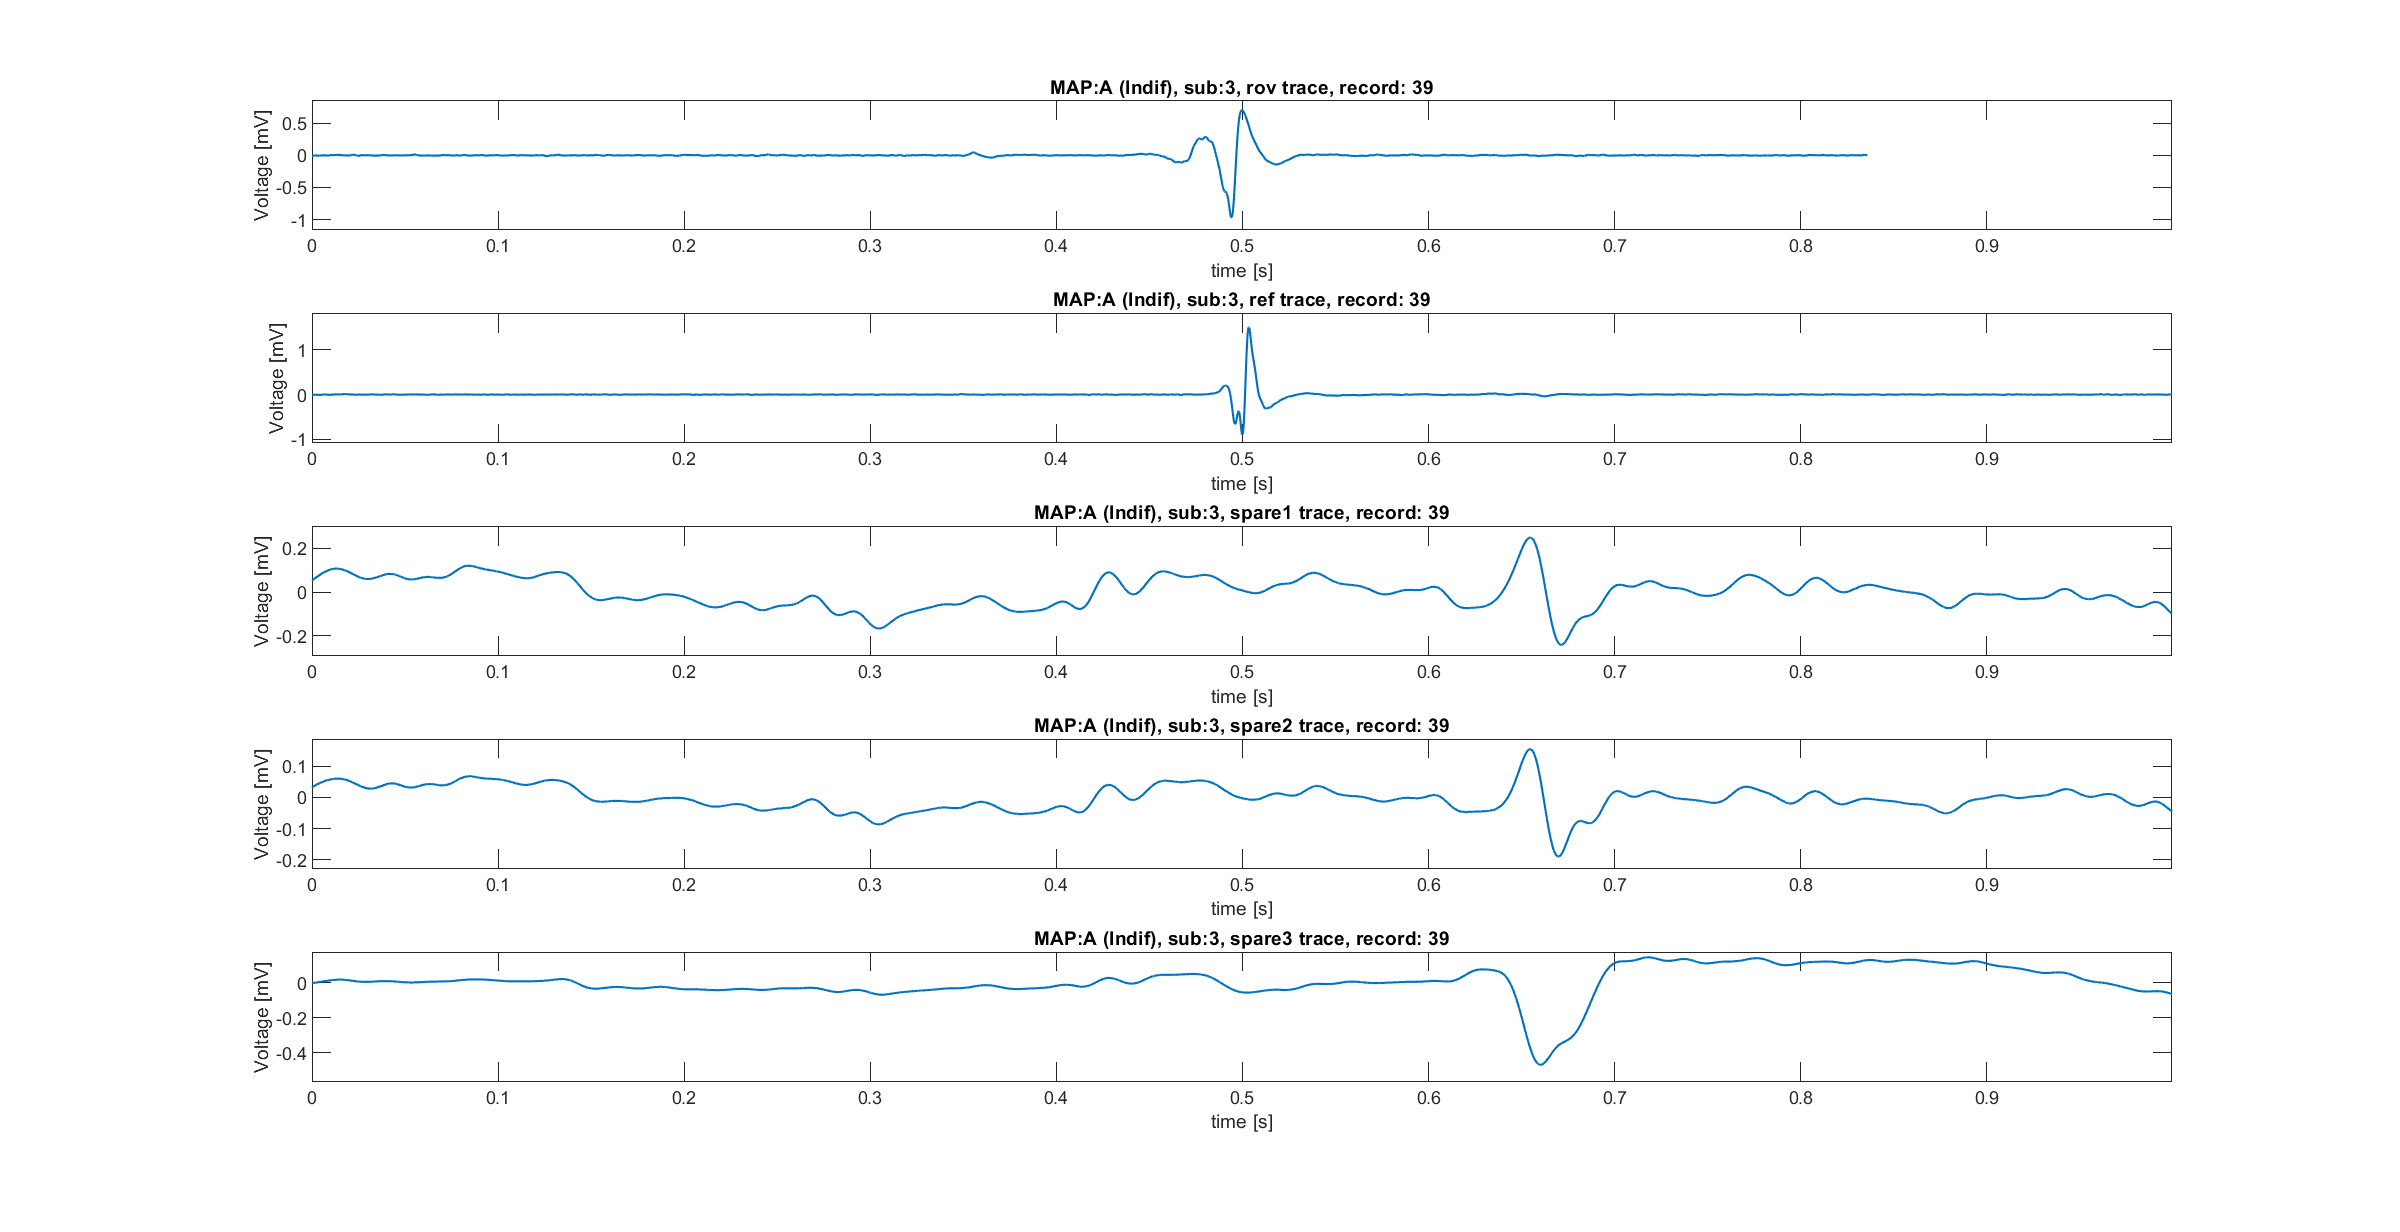 MAP:A (Indif), sub:3, rov trace, record: 39
Voltage [mV]
0.5
0
-0.5
-1
0 0.1 0.2 0.3 0.4 0.5 0.6 0.7 0.8 0.9
time [s]
MAP:A (Indif), sub:3, ref trace, record: 39
Voltage [mV]
1
0
-1
0 0.1 0.2 0.3 0.4 0.5 0.6 0.7 0.8 0.9
time [s]
MAP:A (Indif), sub:3, spare1 trace, record: 39
Voltage [mV]
0.2
0
-0.2
0 0.1 0.2 0.3 0.4 0.5 0.6 0.7 0.8 0.9
time [s]
MAP:A (Indif), sub:3, spare2 trace, record: 39
Voltage [mV]
0.1
0
-0.1
-0.2
0 0.1 0.2 0.3 0.4 0.5 0.6 0.7 0.8 0.9
time [s]
MAP:A (Indif), sub:3, spare3 trace, record: 39
Voltage [mV]
0
-0.2
-0.4
0 0.1 0.2 0.3 0.4 0.5 0.6 0.7 0.8 0.9
time [s]